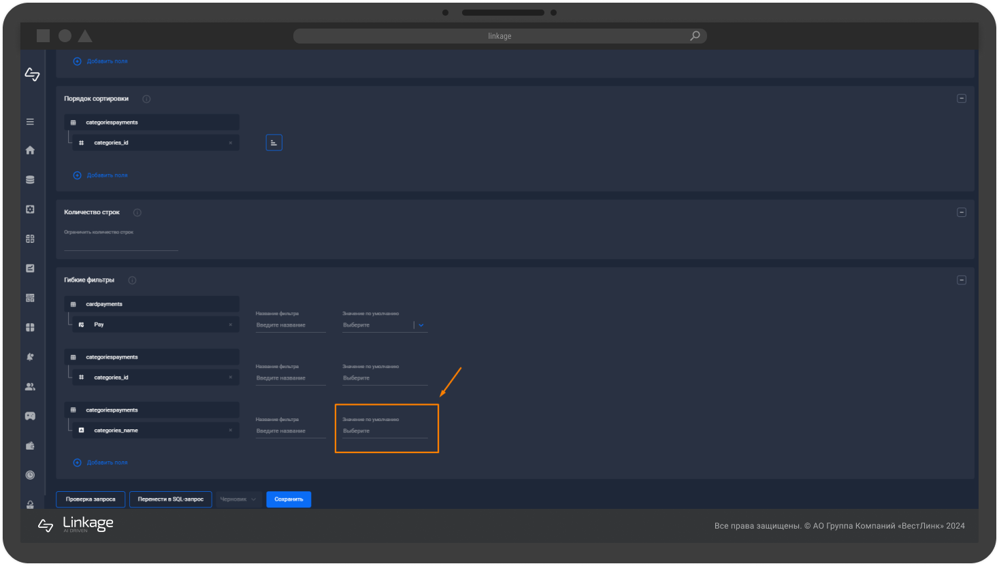 linkage
Добавить поля
Порядок сортировки
categoriespayments
categories_id
Добавить поля
Количество строк
Ограничить количество строк
Гибкие фильтры
cardpayments
Название фильтра Значение по умолчанию
Pay Введите название Выберите
categoriespayments
Название фильтра Значение по умолчанию
categories_id Введите название Выберите
categoriespayments
Название фильтра Значение по умолчанию
categories_name Введите название Выберите
Добавить поля
Проверка запроса Перенести в SQL-запрос Черновик Сохранить
Linkage
AI DRIVEN
Все права защищены. © АО Группа Компаний «ВестЛинк» 2024